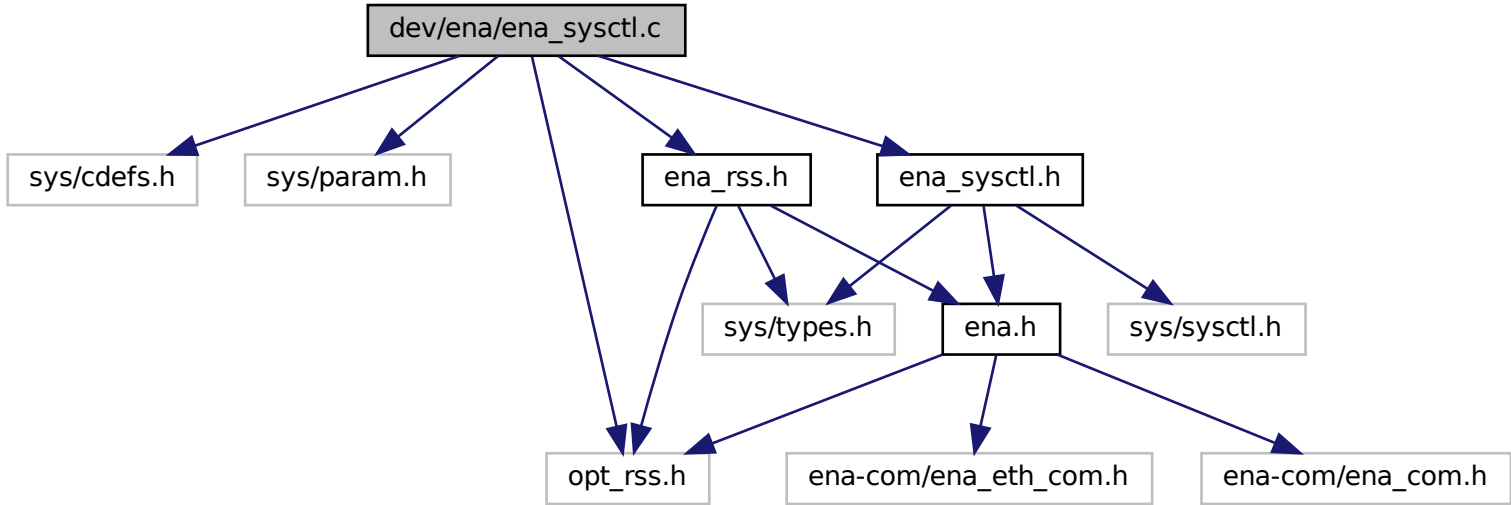 dev/ena/ena_sysctl.c
sys/cdefs.h
sys/param.h
ena_rss.h
ena_sysctl.h
sys/types.h
ena.h
sys/sysctl.h
opt_rss.h
ena-com/ena_eth_com.h
ena-com/ena_com.h